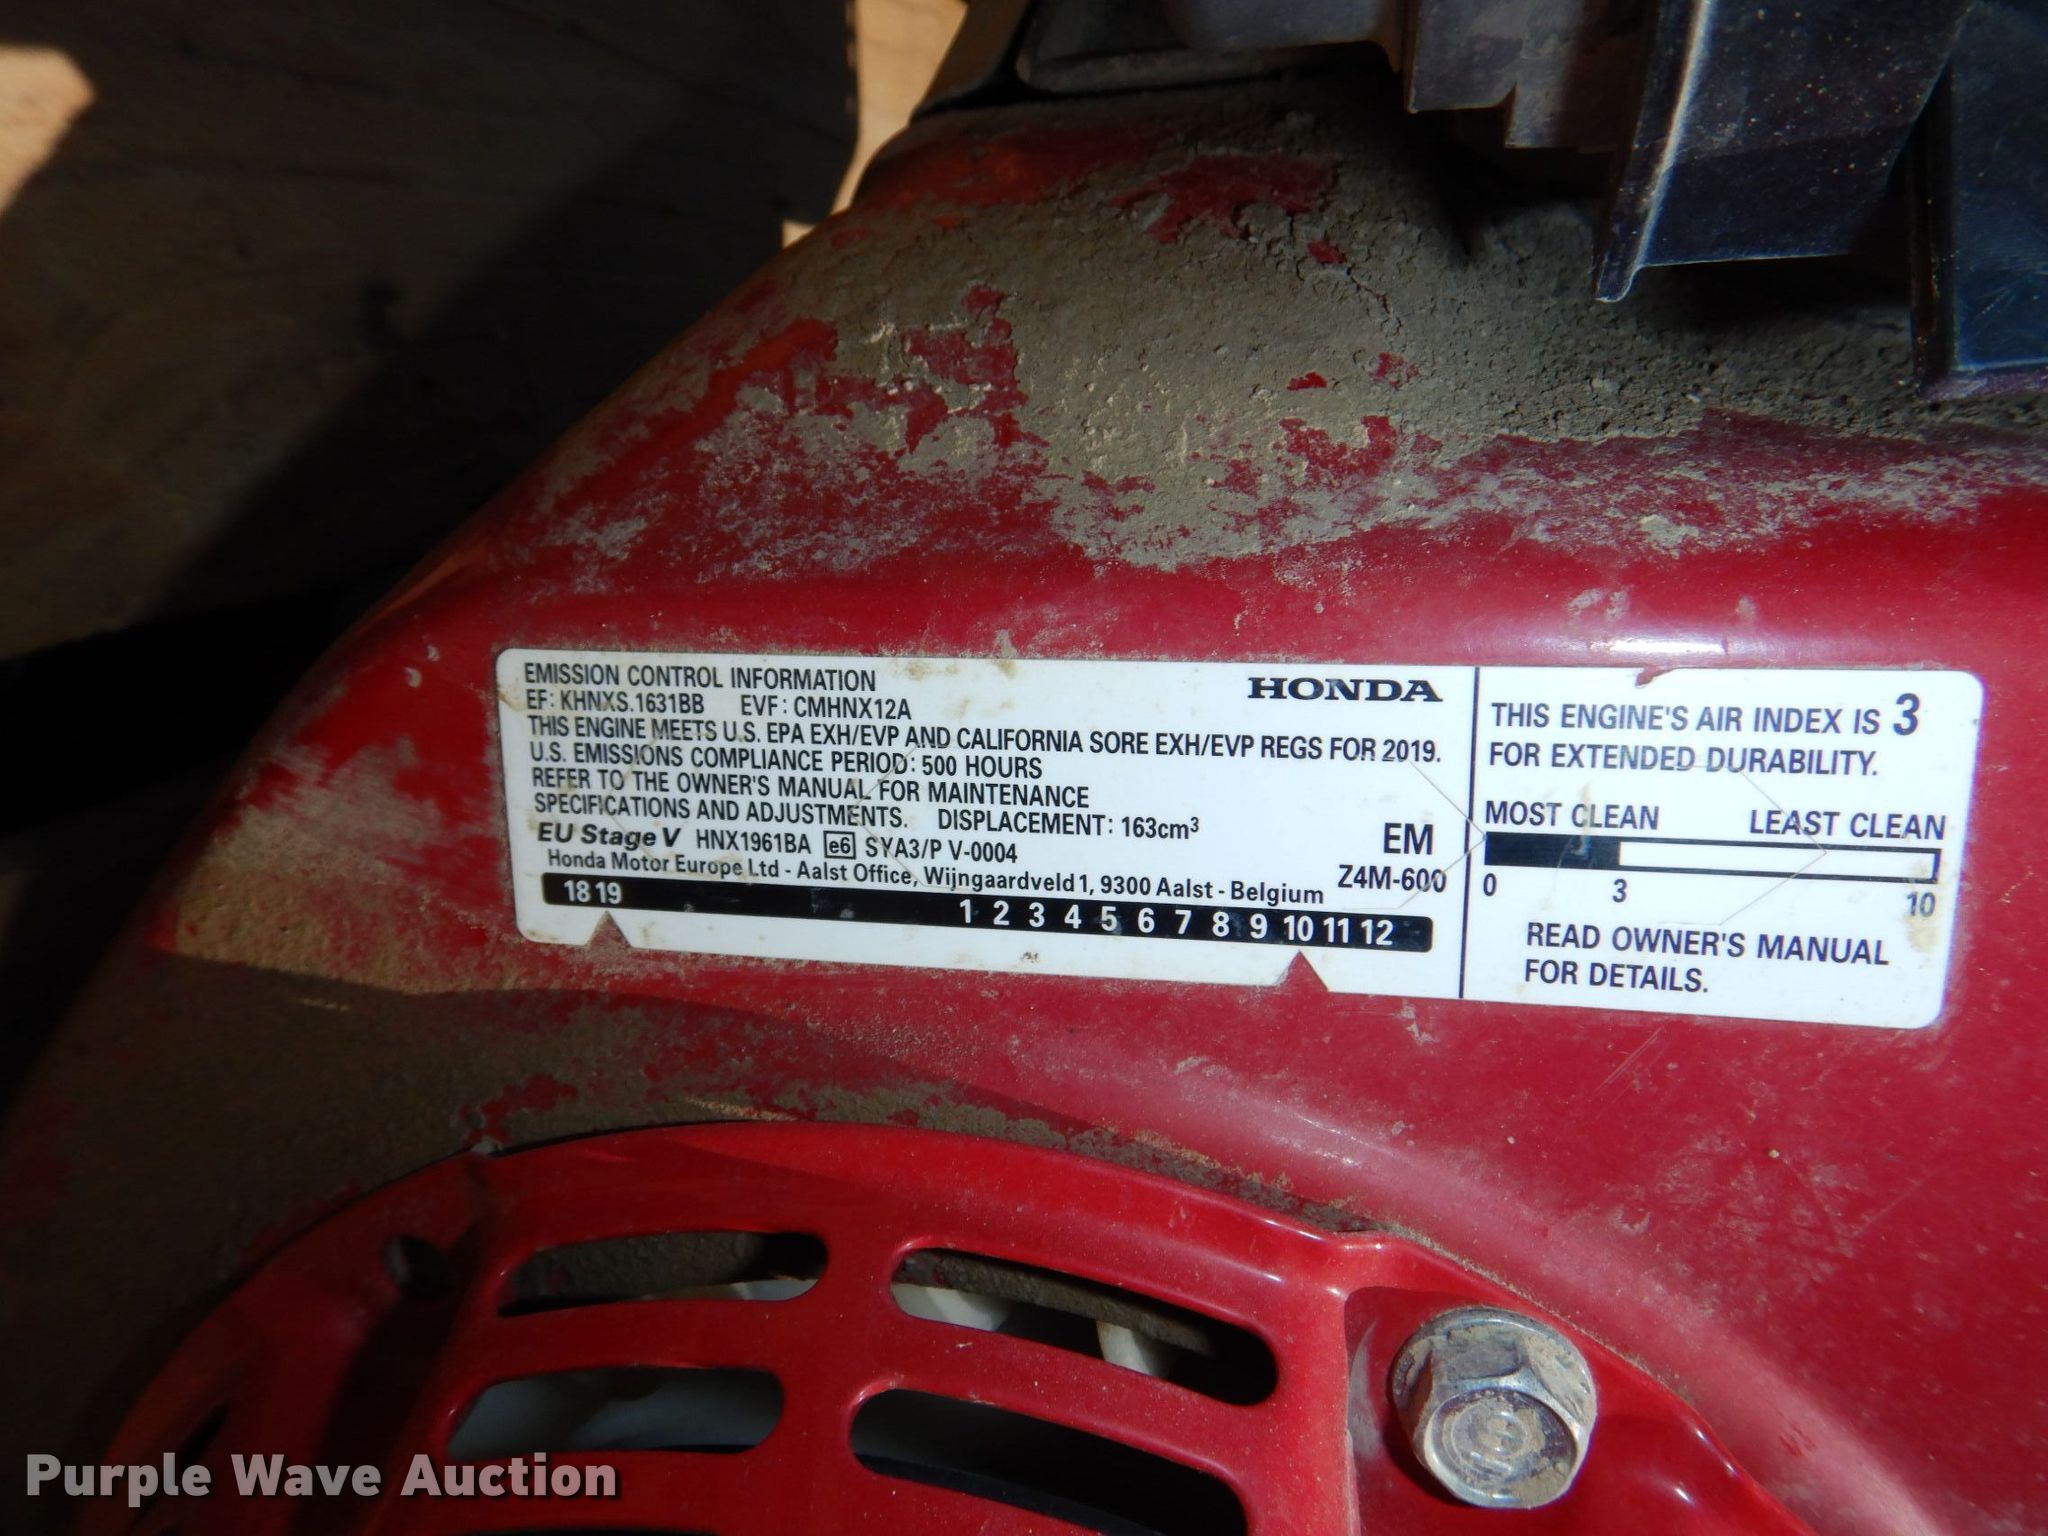 EMISSION CONTROL INFORMATION
HONDA
EF: KHNXS.1631BB EVF: CMHNX12A
THIS ENGINE MEETS U.S. EPA EXH/EVP AND CALIFORNIA SORE EXH/EVP REGS FOR 2019.
U.S. EMISSIONS COMPLIANCE PERIOD: 500 HOURS
REFER TO THE OWNER'S MANUAL FOR MAINTENANCE
SPECIFICATIONS AND ADJUSTMENTS. DISPLACEMENT: 163cm³
EU Stage V HNX1961BA e6 SYA3/P V-0004
EM
Honda Motor Europe Ltd - Aalst Office, Wijngaardveld 1, 9300 Aalst - Belgium
Z4M-600
18 19 1 2 3 4 5 6 7 8 9 10 11 12
THIS ENGINE'S AIR INDEX IS 3
FOR EXTENDED DURABILITY.
MOST CLEAN LEAST CLEAN
0 3 10
READ OWNER'S MANUAL
FOR DETAILS.
Purple Wave Auction